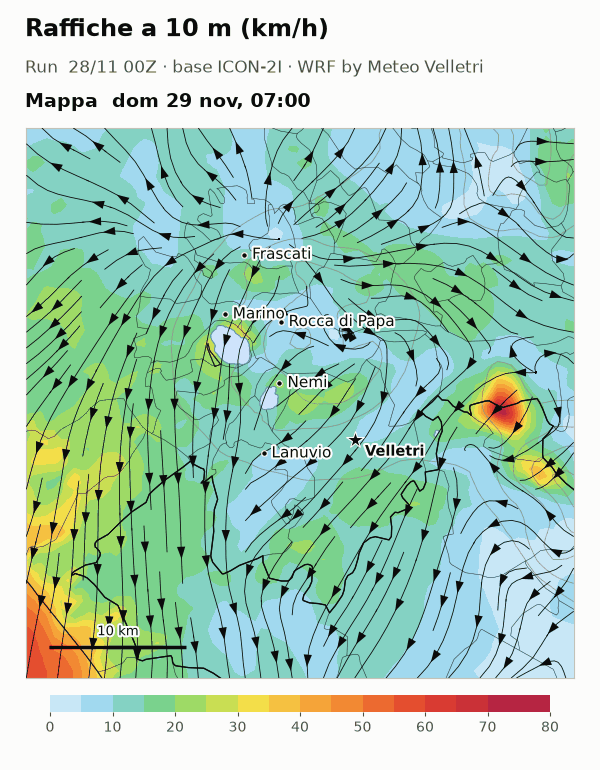 Raffiche a 10 m (km/h)
Run  28/11 00Z · base ICON-2I · WRF by Meteo Velletri
Mappa  dom 29 nov, 07:00
Frascati
Marino
Rocca di Papa
Nemi
Velletri
Lanuvio
10 km
0 10 20 30 40 50 60 70 80